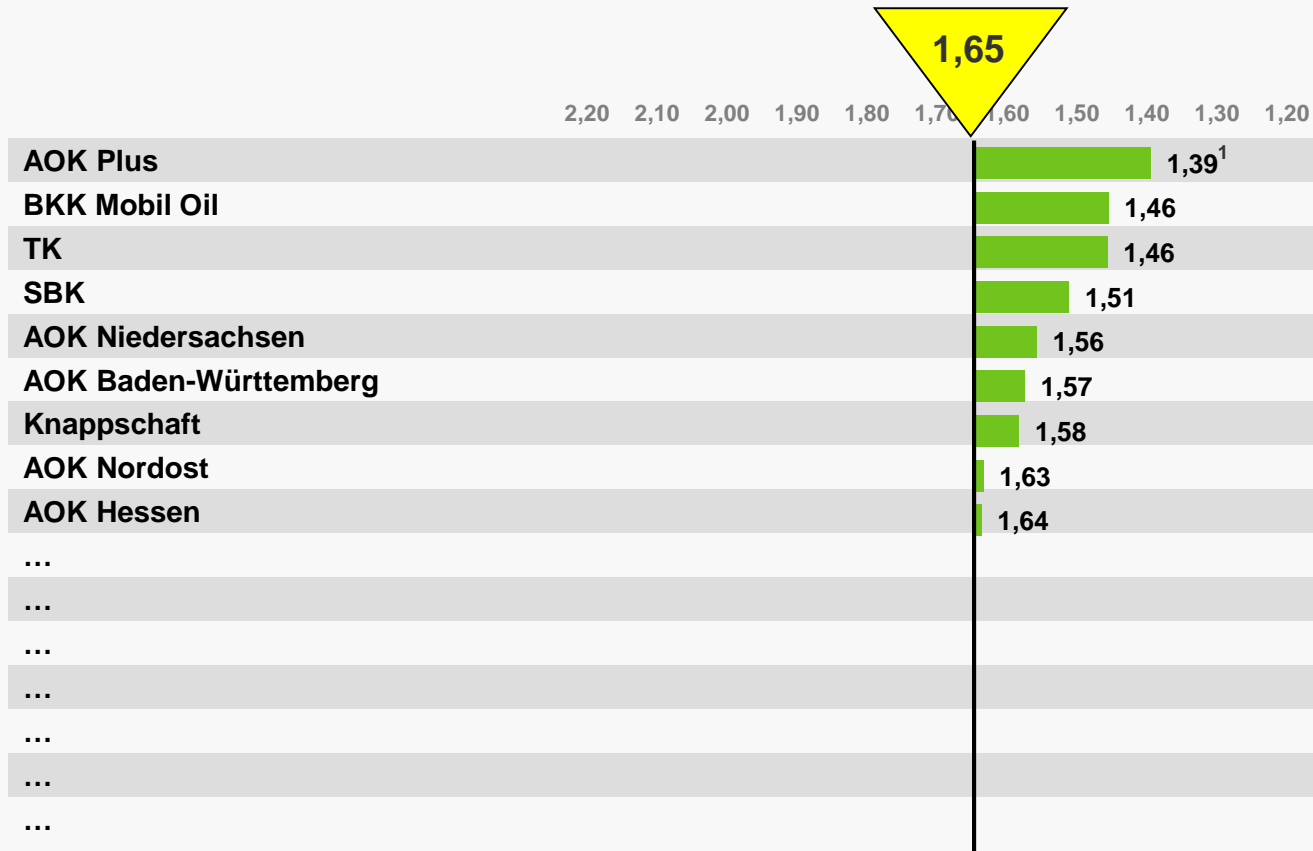 1,65
2,20 2,10 2,00 1,90 1,80 1,70 1,60 1,50 1,40 1,30 1,20
AOK Plus 1,39¹
BKK Mobil Oil 1,46
TK 1,46
SBK 1,51
AOK Niedersachsen 1,56
AOK Baden-Württemberg 1,57
Knappschaft 1,58
AOK Nordost 1,63
AOK Hessen 1,64
…
…
…
…
…
…
…